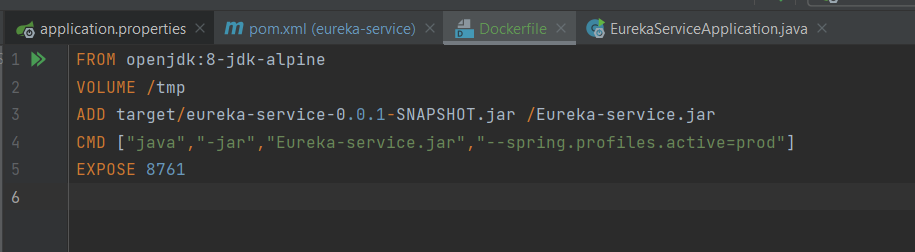 application.properties pom.xml (eureka-service) Dockerfile EurekaServiceApplication.java
1 FROM openjdk:8-jdk-alpine
2 VOLUME /tmp
3 ADD target/eureka-service-0.0.1-SNAPSHOT.jar /Eureka-service.jar
4 CMD ["java","-jar","Eureka-service.jar","--spring.profiles.active=prod"]
5 EXPOSE 8761
6